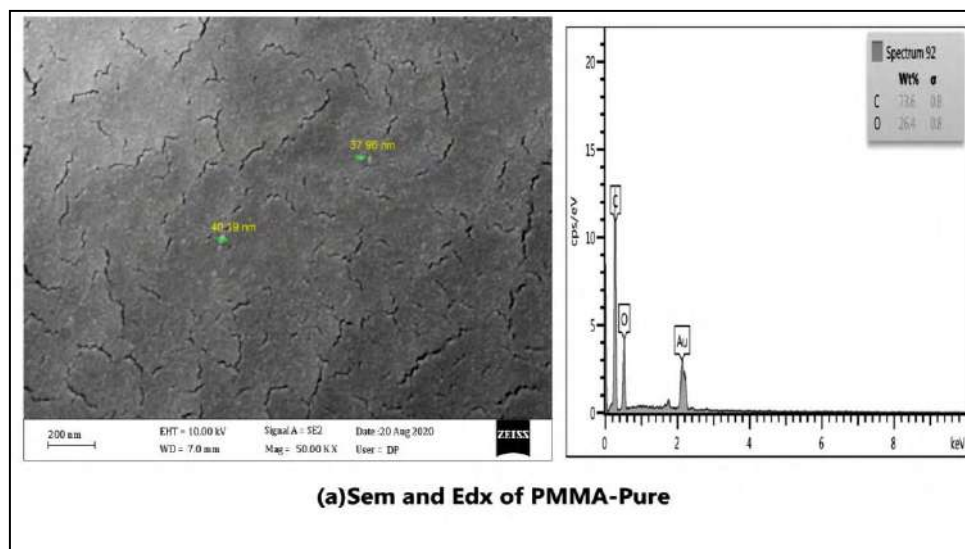 37.96 nm
40.19 nm
200 nm
EHT = 10.00 kV
Signal A = SE2
Date :20 Aug 2020
WD = 7.0 mm
Mag = 50.00 K X
User = DP
ZEISS
Spectrum 92
Wt% σ
C 73.6 0.8
O 26.4 0.8
20
15
cps/eV
10
5
0
C
O
Au
0 2 4 6 8 keV
(a)Sem and Edx of PMMA-Pure